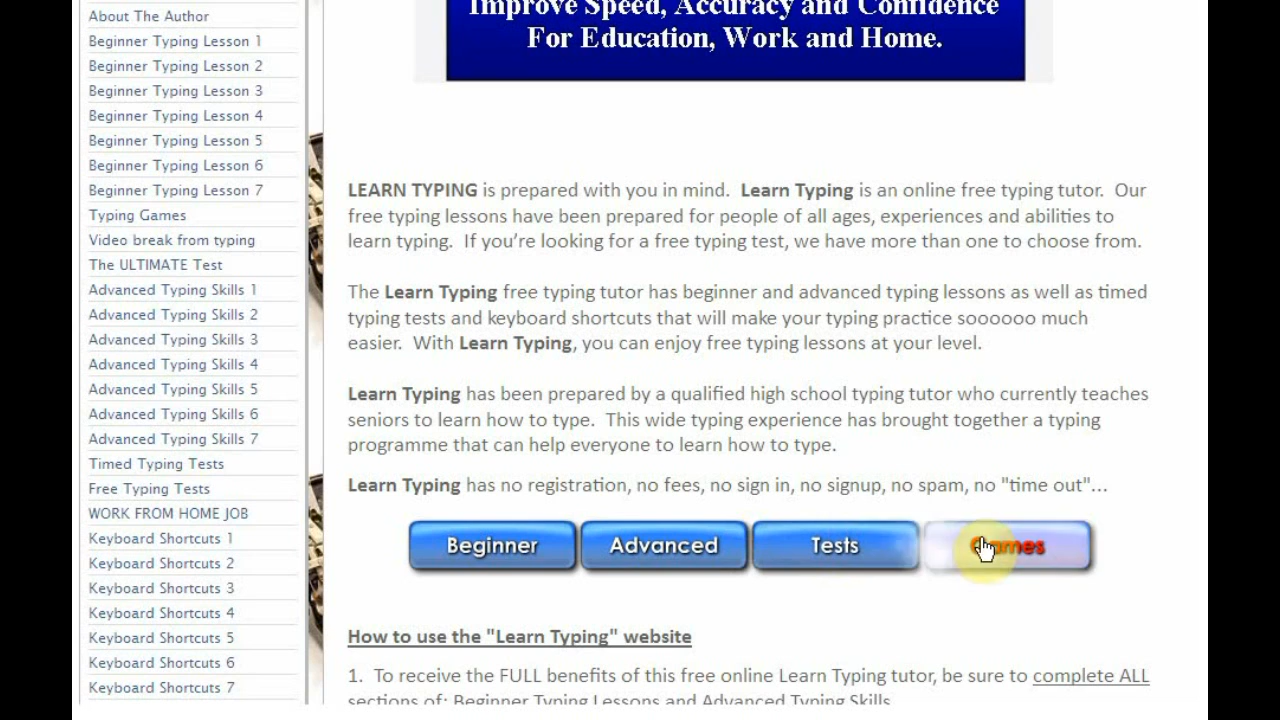 About The Author
Beginner Typing Lesson 1
Beginner Typing Lesson 2
Beginner Typing Lesson 3
Beginner Typing Lesson 4
Beginner Typing Lesson 5
Beginner Typing Lesson 6
Beginner Typing Lesson 7
Typing Games
Video break from typing
The ULTIMATE Test
Advanced Typing Skills 1
Advanced Typing Skills 2
Advanced Typing Skills 3
Advanced Typing Skills 4
Advanced Typing Skills 5
Advanced Typing Skills 6
Advanced Typing Skills 7
Timed Typing Tests
Free Typing Tests
WORK FROM HOME JOB
Keyboard Shortcuts 1
Keyboard Shortcuts 2
Keyboard Shortcuts 3
Keyboard Shortcuts 4
Keyboard Shortcuts 5
Keyboard Shortcuts 6
Keyboard Shortcuts 7
Improve Speed, Accuracy and Confidence
For Education, Work and Home.
LEARN TYPING is prepared with you in mind. Learn Typing is an online free typing tutor. Our
free typing lessons have been prepared for people of all ages, experiences and abilities to
learn typing. If you're looking for a free typing test, we have more than one to choose from.
The Learn Typing free typing tutor has beginner and advanced typing lessons as well as timed
typing tests and keyboard shortcuts that will make your typing practice soooooo much
easier. With Learn Typing, you can enjoy free typing lessons at your level.
Learn Typing has been prepared by a qualified high school typing tutor who currently teaches
seniors to learn how to type. This wide typing experience has brought together a typing
programme that can help everyone to learn how to type.
Learn Typing has no registration, no fees, no sign in, no signup, no spam, no "time out"...
Beginner Advanced Tests Games
How to use the "Learn Typing" website
1. To receive the FULL benefits of this free online Learn Typing tutor, be sure to complete ALL
sections of: Beginner Typing Lessons and Advanced Typing Skills